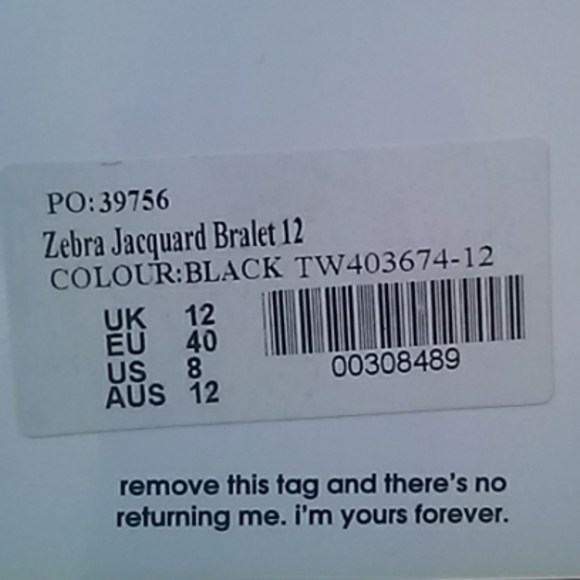 PO:39756
Zebra Jacquard Bralet 12
COLOUR:BLACK TW403674-12
UK 12
EU 40
US 8
AUS 12
00308489
remove this tag and there's no
returning me. i'm yours forever.